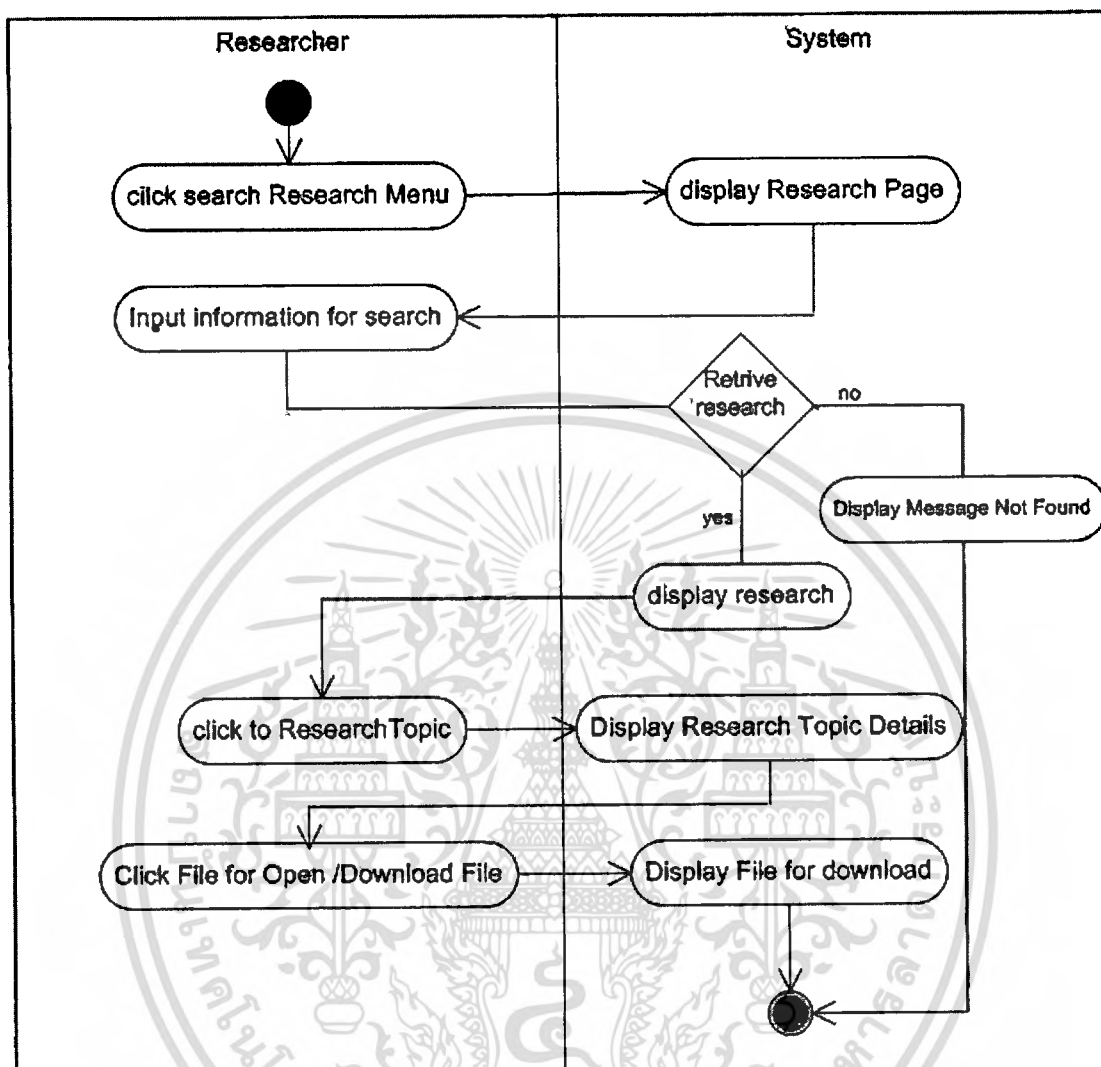 Researcher
System
click search Research Menu
display Research Page
Input information for search
Retrive
research
no
yes
Display Message Not Found
display research
click to ResearchTopic
Display Research Topic Details
Click File for Open /Download File
Display File for download